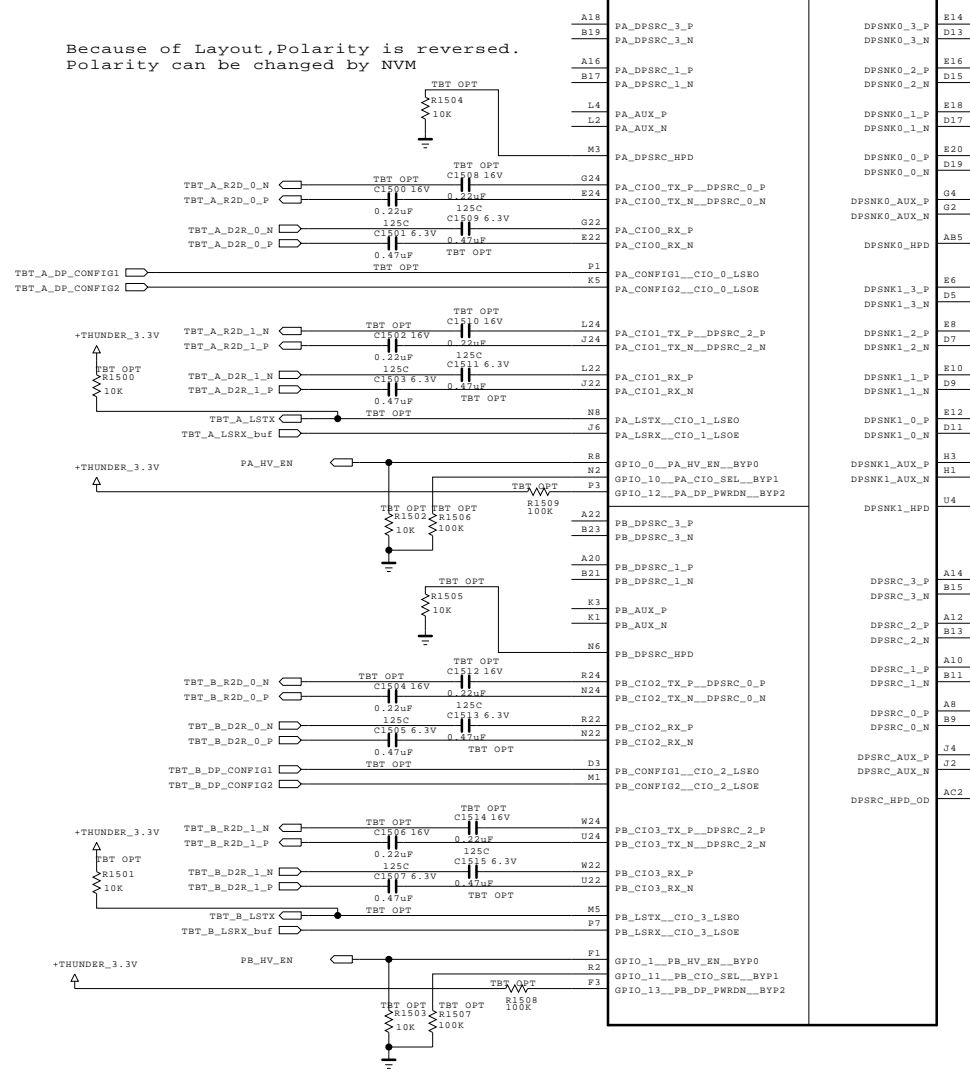 Because of Layout,Polarity is reversed.
Polarity can be changed by NVM
TBT OPT
R1504
10K
A18 PA_DPSRC_3_P
B19 PA_DPSRC_3_N
A16 PA_DPSRC_1_P
B17 PA_DPSRC_1_N
L4 PA_AUX_P
L2 PA_AUX_N
M3 PA_DPSRC_HPD
TBT_A_R2D_0_N TBT OPT TBT OPT G24 PA_CIO0_TX_P__DPSRC_0_P
C1508 16V
C1500 16V
TBT_A_R2D_0_P 0.22uF E24 PA_CIO0_TX_N__DPSRC_0_N
0.22uF 125C
TBT_A_D2R_0_N 125C C1509 6.3V G22 PA_CIO0_RX_P
C1501 6.3V
TBT_A_D2R_0_P 0.47uF E22 PA_CIO0_RX_N
0.47uF TBT OPT
TBT OPT
TBT_A_DP_CONFIG1 P1 PA_CONFIG1__CIO_0_LSEO
TBT_A_DP_CONFIG2 K5 PA_CONFIG2__CIO_0_LSOE
+THUNDER_3.3V
TBT OPT
R1500
10K
TBT OPT
C1510 16V
TBT_A_R2D_1_N TBT OPT L24 PA_CIO1_TX_P__DPSRC_2_P
C1502 16V
TBT_A_R2D_1_P 0.22uF J24 PA_CIO1_TX_N__DPSRC_2_N
0.22uF 125C
TBT_A_D2R_1_N 125C C1511 6.3V L22 PA_CIO1_RX_P
C1503 6.3V
TBT_A_D2R_1_P 0.47uF J22 PA_CIO1_RX_N
0.47uF TBT OPT
TBT OPT
TBT_A_LSTX N8 PA_LSTX__CIO_1_LSEO
TBT_A_LSRX_buf J6 PA_LSRX__CIO_1_LSOE
+THUNDER_3.3V
PA_HV_EN R8 GPIO_0__PA_HV_EN__BYP0
N2 GPIO_10__PA_CIO_SEL__BYP1
TBT OPT P3 GPIO_12__PA_DP_PWRDN__BYP2
R1509
100K
TBT OPT TBT OPT
R1502 R1506
10K 100K
A22 PB_DPSRC_3_P
B23 PB_DPSRC_3_N
A20 PB_DPSRC_1_P
B21 PB_DPSRC_1_N
TBT OPT
R1505
10K
K3 PB_AUX_P
K1 PB_AUX_N
N6 PB_DPSRC_HPD
TBT OPT
C1512 16V
TBT_B_R2D_0_N TBT OPT R24 PB_CIO2_TX_P__DPSRC_0_P
C1504 16V
TBT_B_R2D_0_P 0.22uF N24 PB_CIO2_TX_N__DPSRC_0_N
0.22uF 125C
TBT_B_D2R_0_N 125C C1513 6.3V R22 PB_CIO2_RX_P
C1505 6.3V
TBT_B_D2R_0_P 0.47uF N22 PB_CIO2_RX_N
0.47uF TBT OPT
TBT OPT
TBT_B_DP_CONFIG1 D3 PB_CONFIG1__CIO_2_LSEO
TBT_B_DP_CONFIG2 M1 PB_CONFIG2__CIO_2_LSOE
+THUNDER_3.3V
TBT OPT
R1501
10K
TBT OPT
C1514 16V
TBT_B_R2D_1_N TBT OPT W24 PB_CIO3_TX_P__DPSRC_2_P
C1506 16V
TBT_B_R2D_1_P 0.22uF U24 PB_CIO3_TX_N__DPSRC_2_N
0.22uF 125C
TBT_B_D2R_1_N 125C C1515 6.3V W22 PB_CIO3_RX_P
C1507 6.3V
TBT_B_D2R_1_P 0.47uF U22 PB_CIO3_RX_N
0.47uF TBT OPT
TBT OPT
TBT_B_LSTX M5 PB_LSTX__CIO_3_LSEO
TBT_B_LSRX_buf P7 PB_LSRX__CIO_3_LSOE
+THUNDER_3.3V
PB_HV_EN F1 GPIO_1__PB_HV_EN__BYP0
R2 GPIO_11__PB_CIO_SEL__BYP1
TBT OPT F3 GPIO_13__PB_DP_PWRDN__BYP2
R1508
100K
TBT OPT TBT OPT
R1503 R1507
10K 100K
DPSNK0_3_P E14
DPSNK0_3_N D13
DPSNK0_2_P E16
DPSNK0_2_N D15
DPSNK0_1_P E18
DPSNK0_1_N D17
DPSNK0_0_P E20
DPSNK0_0_N D19
DPSNK0_AUX_P G4
DPSNK0_AUX_N G2
DPSNK0_HPD AB5
DPSNK1_3_P E6
DPSNK1_3_N D5
DPSNK1_2_P E8
DPSNK1_2_N D7
DPSNK1_1_P E10
DPSNK1_1_N D9
DPSNK1_0_P E12
DPSNK1_0_N D11
DPSNK1_AUX_P H3
DPSNK1_AUX_N H1
DPSNK1_HPD U4
DPSRC_3_P A14
DPSRC_3_N B15
DPSRC_2_P A12
DPSRC_2_N B13
DPSRC_1_P A10
DPSRC_1_N B11
DPSRC_0_P A8
DPSRC_0_N B9
DPSRC_AUX_P J4
DPSRC_AUX_N J2
DPSRC_HPD_OD AC2